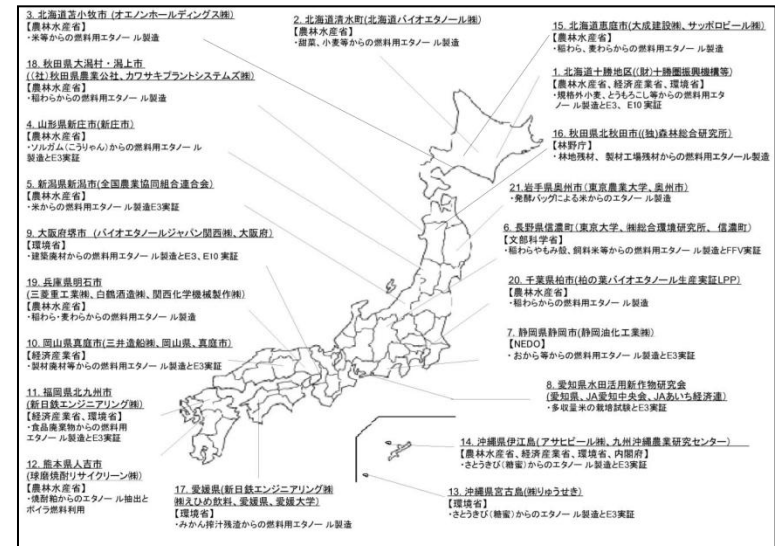 3. 北海道苫小牧市 (オエノンホールディングス㈱)
【農林水産省】
・米等からの燃料用エタノール製造
18. 秋田県大潟村・潟上市
((社)秋田県農業公社、カワサキプラントシステムズ㈱)
【農林水産省】
・稲わらからの燃料用エタノール製造
4. 山形県新庄市(新庄市)
【農林水産省】
・ソルガム(こうりゃん)からの燃料用エタノール
製造とE3実証
5. 新潟県新潟市(全国農業協同組合連合会)
【農林水産省】
・米からの燃料用エタノール製造E3実証
9. 大阪府堺市 (バイオエタノールジャパン関西㈱、大阪府)
【環境省】
・建築廃材からの燃料用エタノール製造とE3、E10実証
19. 兵庫県明石市
(三菱重工業㈱、白鶴酒造㈱、関西化学機械製作㈱)
【農林水産省】
・稲わら・麦わらからの燃料用エタノール製造
10. 岡山県真庭市(三井造船㈱、岡山県、真庭市)
【経済産業省】
・製材廃材等からの燃料用エタノール製造とE3実証
11. 福岡県北九州市
(新日鉄エンジニアリング㈱)
【経済産業省、環境省】
・食品廃棄物からの燃料用
エタノール製造とE3実証
12. 熊本県人吉市
(球磨焼酎リサイクリーン㈱)
【農林水産省】
・焼酎粕からのエタノール抽出と
ボイラ燃料利用
17. 愛媛県(新日鉄エンジニアリング㈱
㈱えひめ飲料、愛媛県、愛媛大学)
【環境省】
・みかん搾汁残渣からの燃料用エタノール製造
2. 北海道清水町(北海道バイオエタノール㈱)
【農林水産省】
・甜菜、小麦等からの燃料用エタノール製造
15. 北海道恵庭市(大成建設㈱、サッポロビール㈱)
【農林水産省】
・稲わら、麦わらからの燃料用エタノール製造
1. 北海道十勝地区((財)十勝圏振興機構等)
【農林水産省、経済産業省、環境省】
・規格外小麦、とうもろこし等からの燃料用エタ
ノール製造とE3、E10実証
16. 秋田県北秋田市((独)森林総合研究所)
【林野庁】
・林地残材、製材工場残材からの燃料用エタノール製造
21.岩手県奥州市(東京農業大学、奥州市)
・発酵バッグによる米からのエタノール製造
6. 長野県信濃町(東京大学、㈱総合環境研究所、信濃町)
【文部科学省】
・稲わらやもみ殻、飼料米等からの燃料用エタノール製造とFFV実証
20. 千葉県柏市(柏の葉バイオエタノール生産実証LPP)
【農林水産省】
・稲わらからのエタノール製造
7. 静岡県静岡市(静岡油化工業㈱)
【NEDO】
・おから等からの燃料用エタノール製造とE3実証
8. 愛知県水田活用新作物研究会
(愛知県、JA愛知中央会、JAあいち経済連)
・多収量米の栽培試験とE3実証
14. 沖縄県伊江島(アサヒビール㈱、九州沖縄農業研究センター)
【農林水産省、経済産業省、環境省、内閣府】
・さとうきび(糖蜜)からのエタノール製造とE3実証
13. 沖縄県宮古島(㈱りゅうせき)
【環境省】
・さとうきび(糖蜜)からのエタノール製造とE3実証